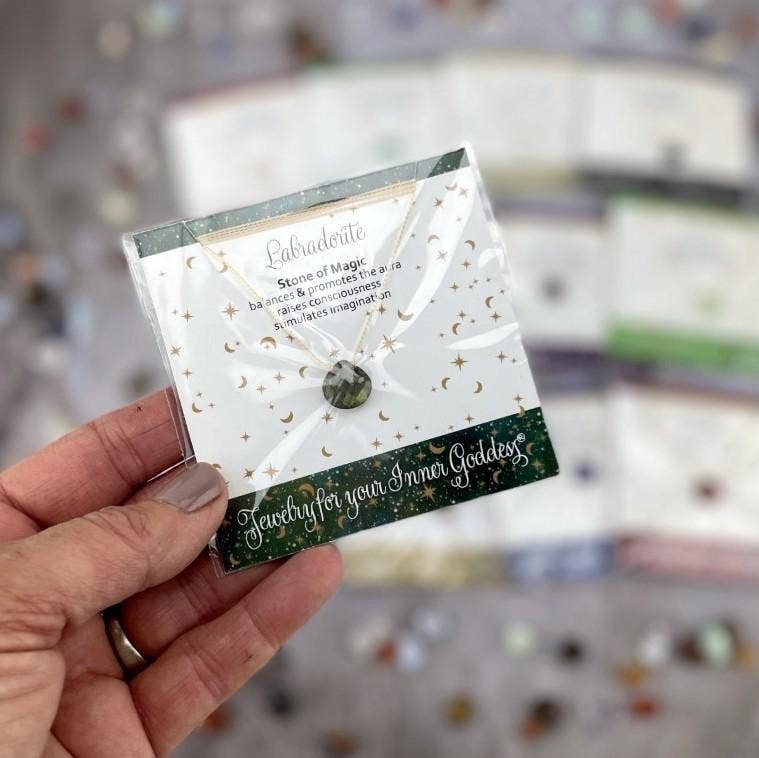 Labradorite
Stone of Magic
balances & promotes the aura
raises consciousness
stimulates imagination
Jewelry for your Inner Goddess®